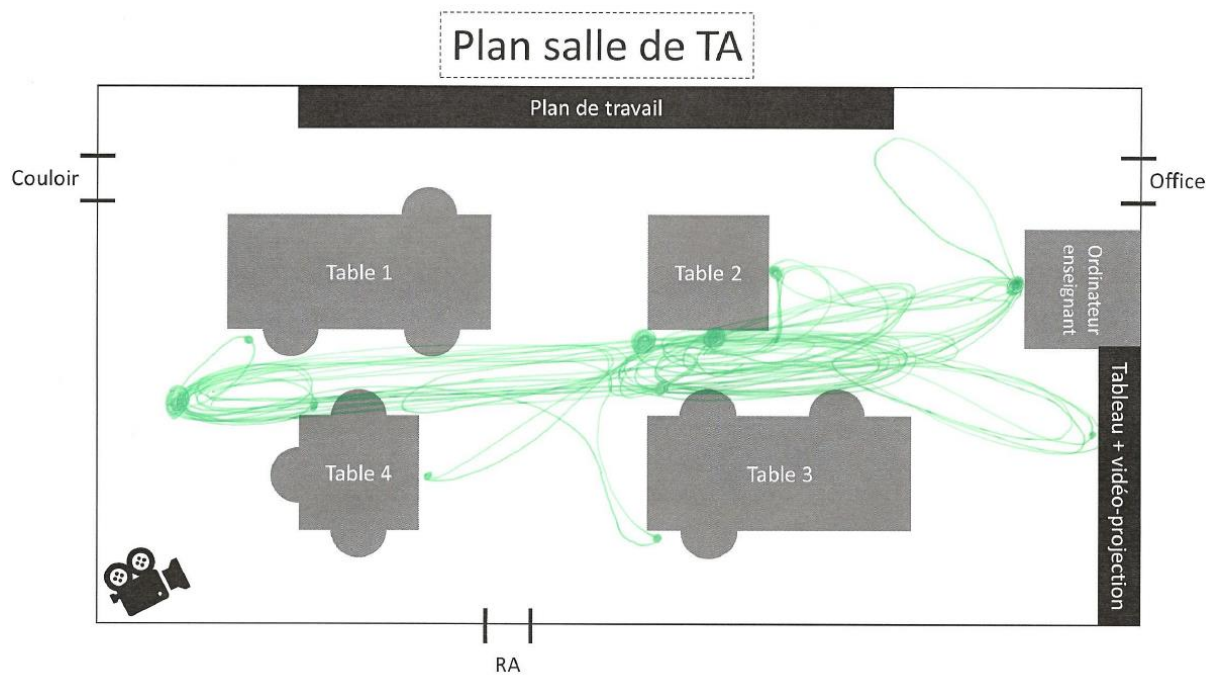 Plan salle de TA
Plan de travail
Couloir
Office
Table 1
Table 2
Ordinateur
enseignant
Table 4
Table 3
Tableau + vidéo-projection
RA